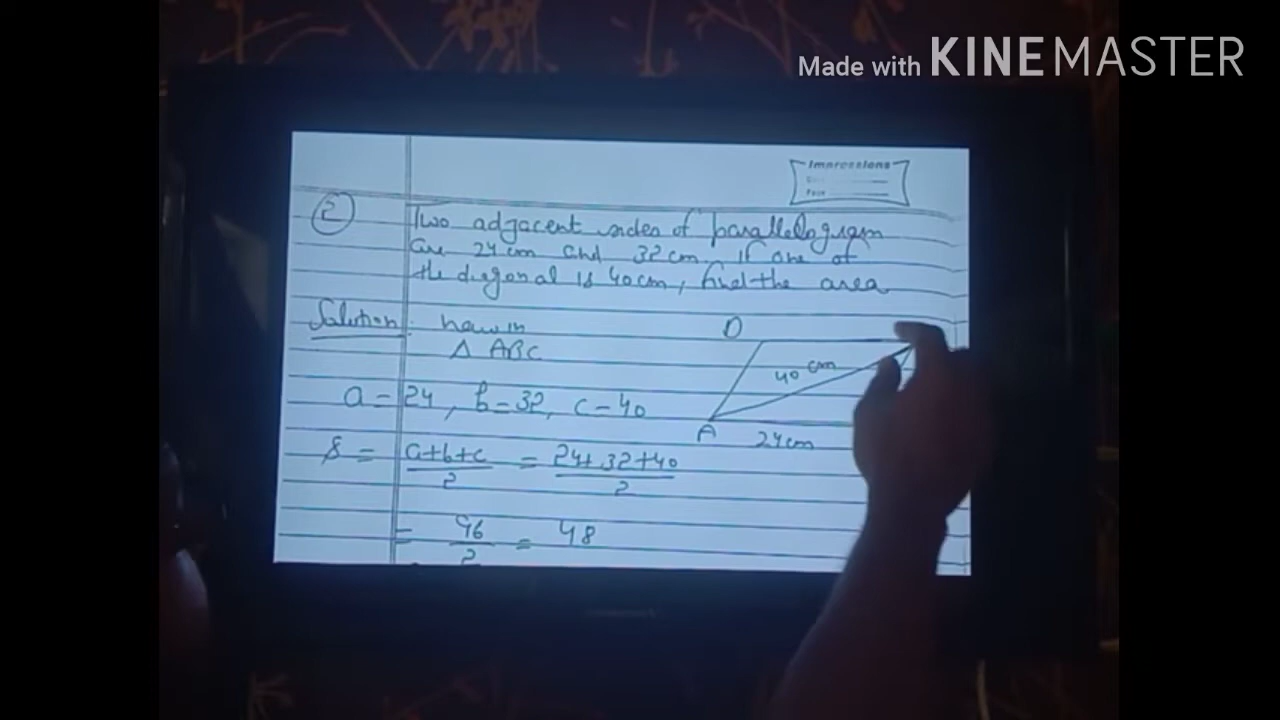 Made with KINEMASTER
Impressions
2
Two adjacent sides of parallelogram
are 24 cm and 32 cm. If one of
the diagonal is 40 cm, find the area
Solution: now in
Δ ABC
D
40 cm
a = 24, b = 32, c = 40
A 24 cm
S = a+b+c / 2 = 24+32+40 / 2
= 96 / 2 = 48